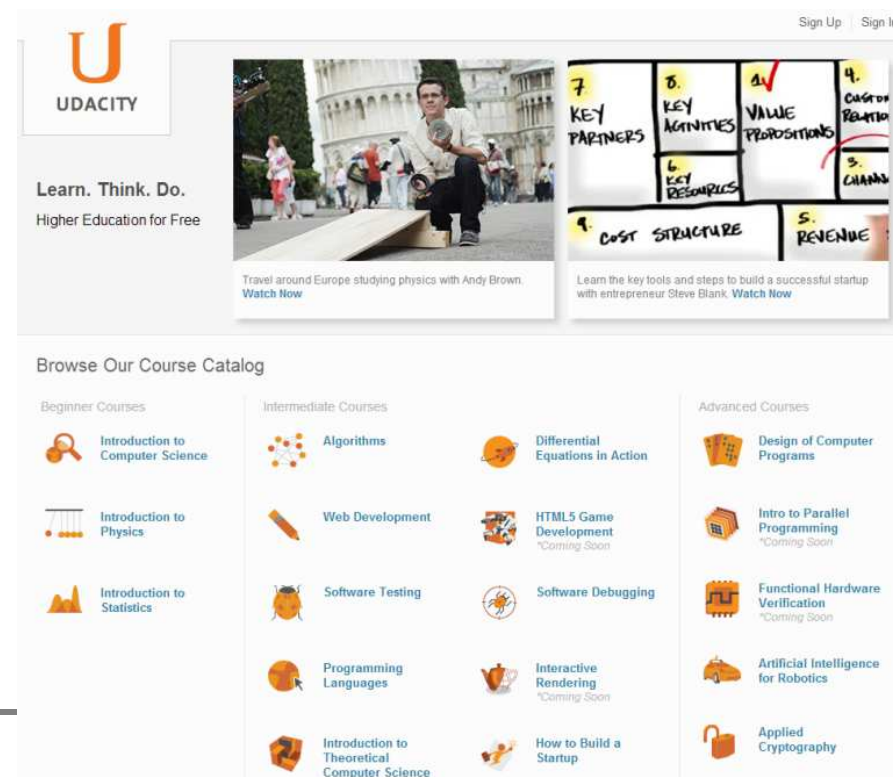 Sign Up
Sign In
UDACITY
Learn. Think. Do.
Higher Education for Free
7.
KEY
PARTNERS
8.
KEY
ACTIVITIES
6.
KEY
RESOURCES
1.
VALUE
PROPOSITIONS
4.
3.
9.
COST STRUCTURE
5.
REVENUE
Travel around Europe studying physics with Andy Brown.
Watch Now
Learn the key tools and steps to build a successful startup
with entrepreneur Steve Blank. Watch Now
Browse Our Course Catalog
Beginner Courses
Introduction to
Computer Science
Introduction to
Physics
Introduction to
Statistics
Intermediate Courses
Algorithms
Web Development
Software Testing
Programming
Languages
Introduction to
Theoretical
Computer Science
Differential
Equations in Action
HTML5 Game
Development
*Coming Soon
Software Debugging
Interactive
Rendering
*Coming Soon
How to Build a
Startup
Advanced Courses
Design of Computer
Programs
Intro to Parallel
Programming
*Coming Soon
Functional Hardware
Verification
*Coming Soon
Artificial Intelligence
for Robotics
Applied
Cryptography